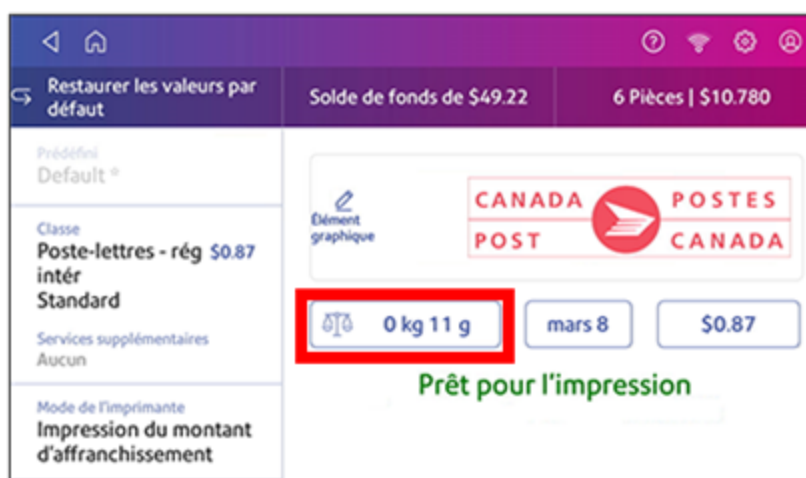 Restaurer les valeurs par
défaut
Solde de fonds de $49.22
6 Pièces | $10.780
Prédéfini
Default *
Classe
Poste-lettres - rég $0.87
intér
Standard
Services supplémentaires
Aucun
Mode de l'imprimante
Impression du montant
d'affranchissement
Élément
graphique
CANADA POSTES
POST CANADA
0 kg 11 g
mars 8
$0.87
Prêt pour l'impression